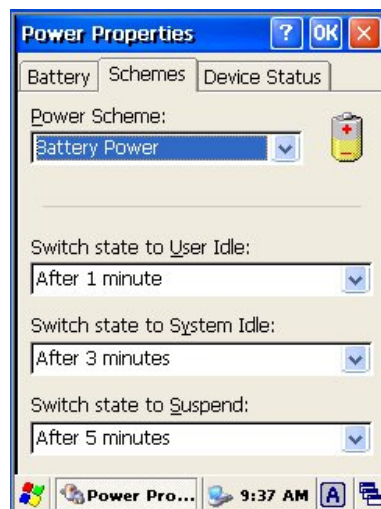 Power Properties ? OK ×
Battery Schemes Device Status
Power Scheme:
Battery Power
Switch state to User Idle:
After 1 minute
Switch state to System Idle:
After 3 minutes
Switch state to Suspend:
After 5 minutes
Power Pro... 9:37 AM A